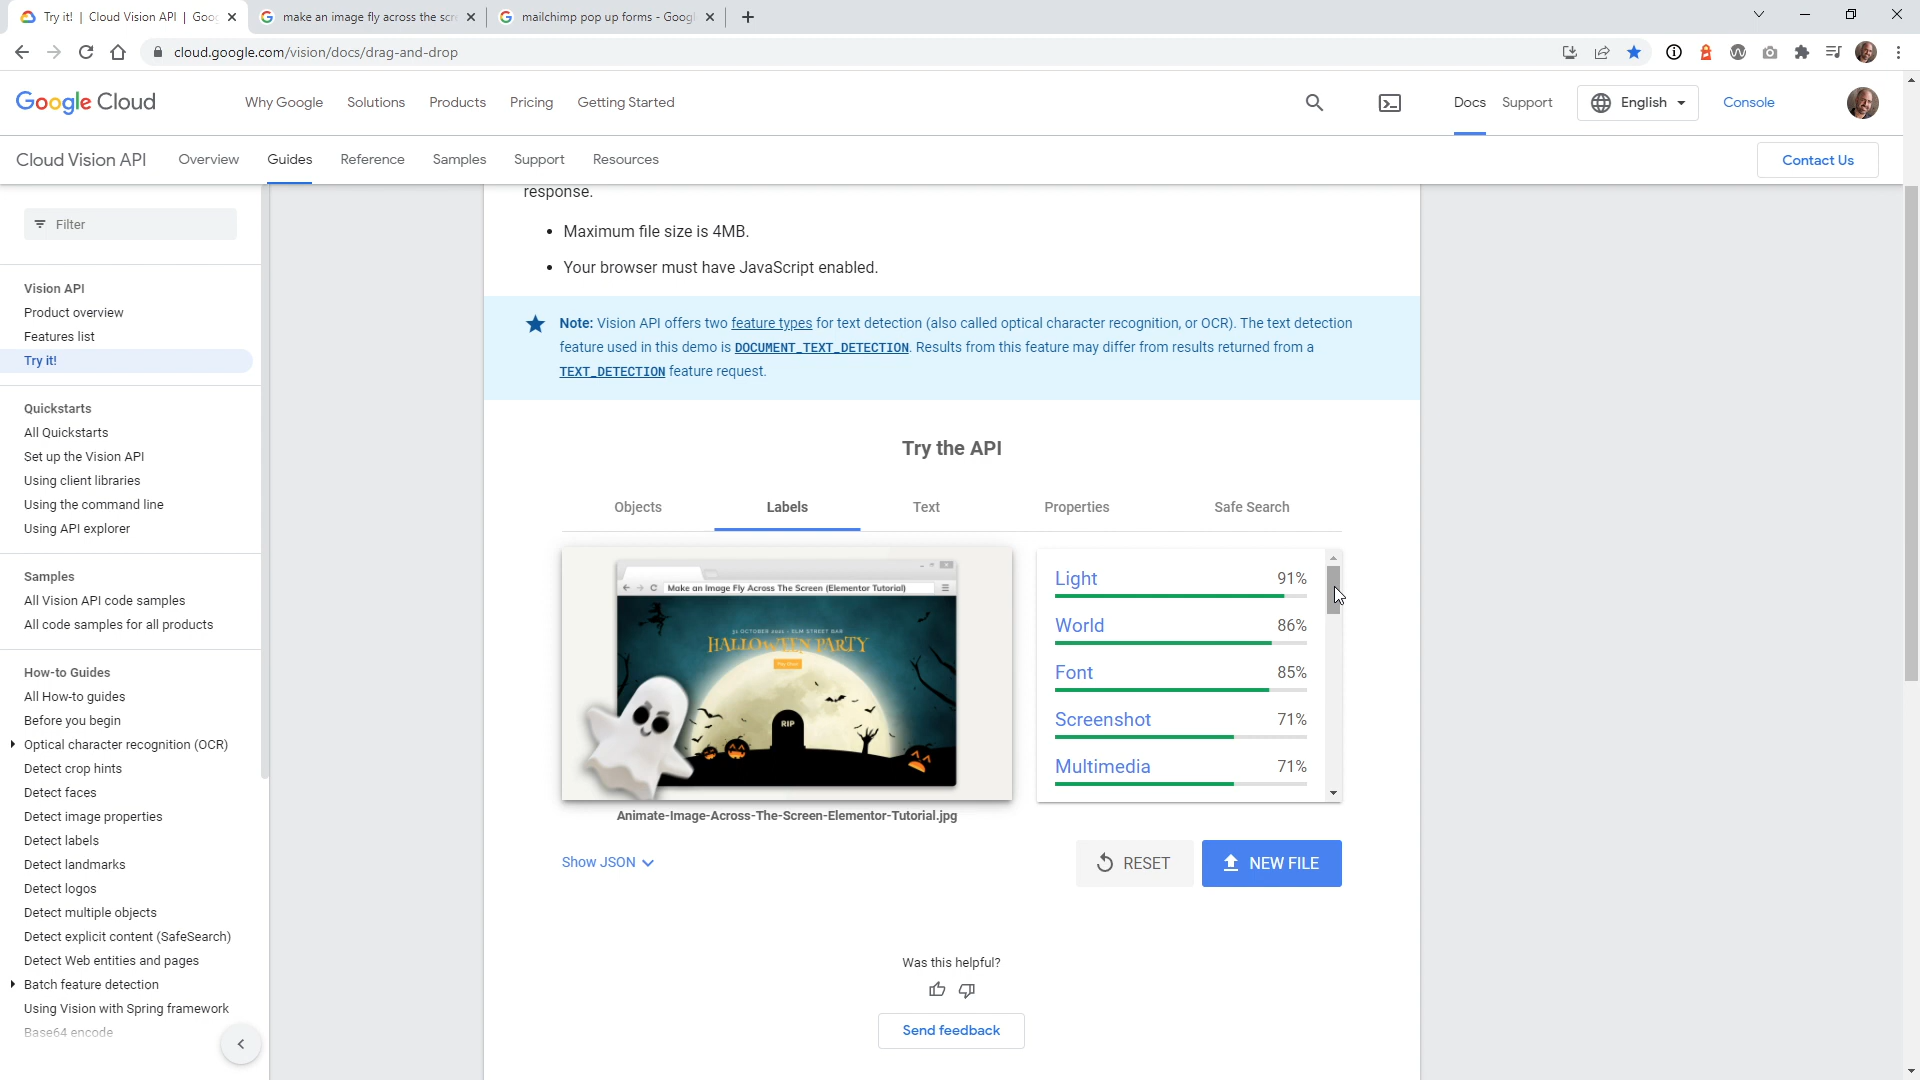 Try it! | Cloud Vision API | Goo
make an image fly across the scre
mailchimp pop up forms - Googl
cloud.google.com/vision/docs/drag-and-drop
Google Cloud
Why Google
Solutions
Products
Pricing
Getting Started
Docs
Support
English
Console
Cloud Vision API
Overview
Guides
Reference
Samples
Support
Resources
Contact Us
Filter
Vision API
Product overview
Features list
Try it!
Quickstarts
All Quickstarts
Set up the Vision API
Using client libraries
Using the command line
Using API explorer
Samples
All Vision API code samples
All code samples for all products
How-to Guides
All How-to guides
Before you begin
Optical character recognition (OCR)
Detect crop hints
Detect faces
Detect image properties
Detect labels
Detect landmarks
Detect logos
Detect multiple objects
Detect explicit content (SafeSearch)
Detect Web entities and pages
Batch feature detection
Using Vision with Spring framework
Base64 encode
response.
• Maximum file size is 4MB.
• Your browser must have JavaScript enabled.
Note: Vision API offers two feature types for text detection (also called optical character recognition, or OCR). The text detection
feature used in this demo is DOCUMENT_TEXT_DETECTION. Results from this feature may differ from results returned from a
TEXT_DETECTION feature request.
Try the API
Objects
Labels
Text
Properties
Safe Search
Make an Image Fly Across The Screen (Elementor Tutorial)
31 OCTOBER 2021 - ELM STREET BAR
HALLOWEEN PARTY
RIP
Animate-Image-Across-The-Screen-Elementor-Tutorial.jpg
Light 91%
World 86%
Font 85%
Screenshot 71%
Multimedia 71%
Show JSON
RESET
NEW FILE
Was this helpful?
Send feedback